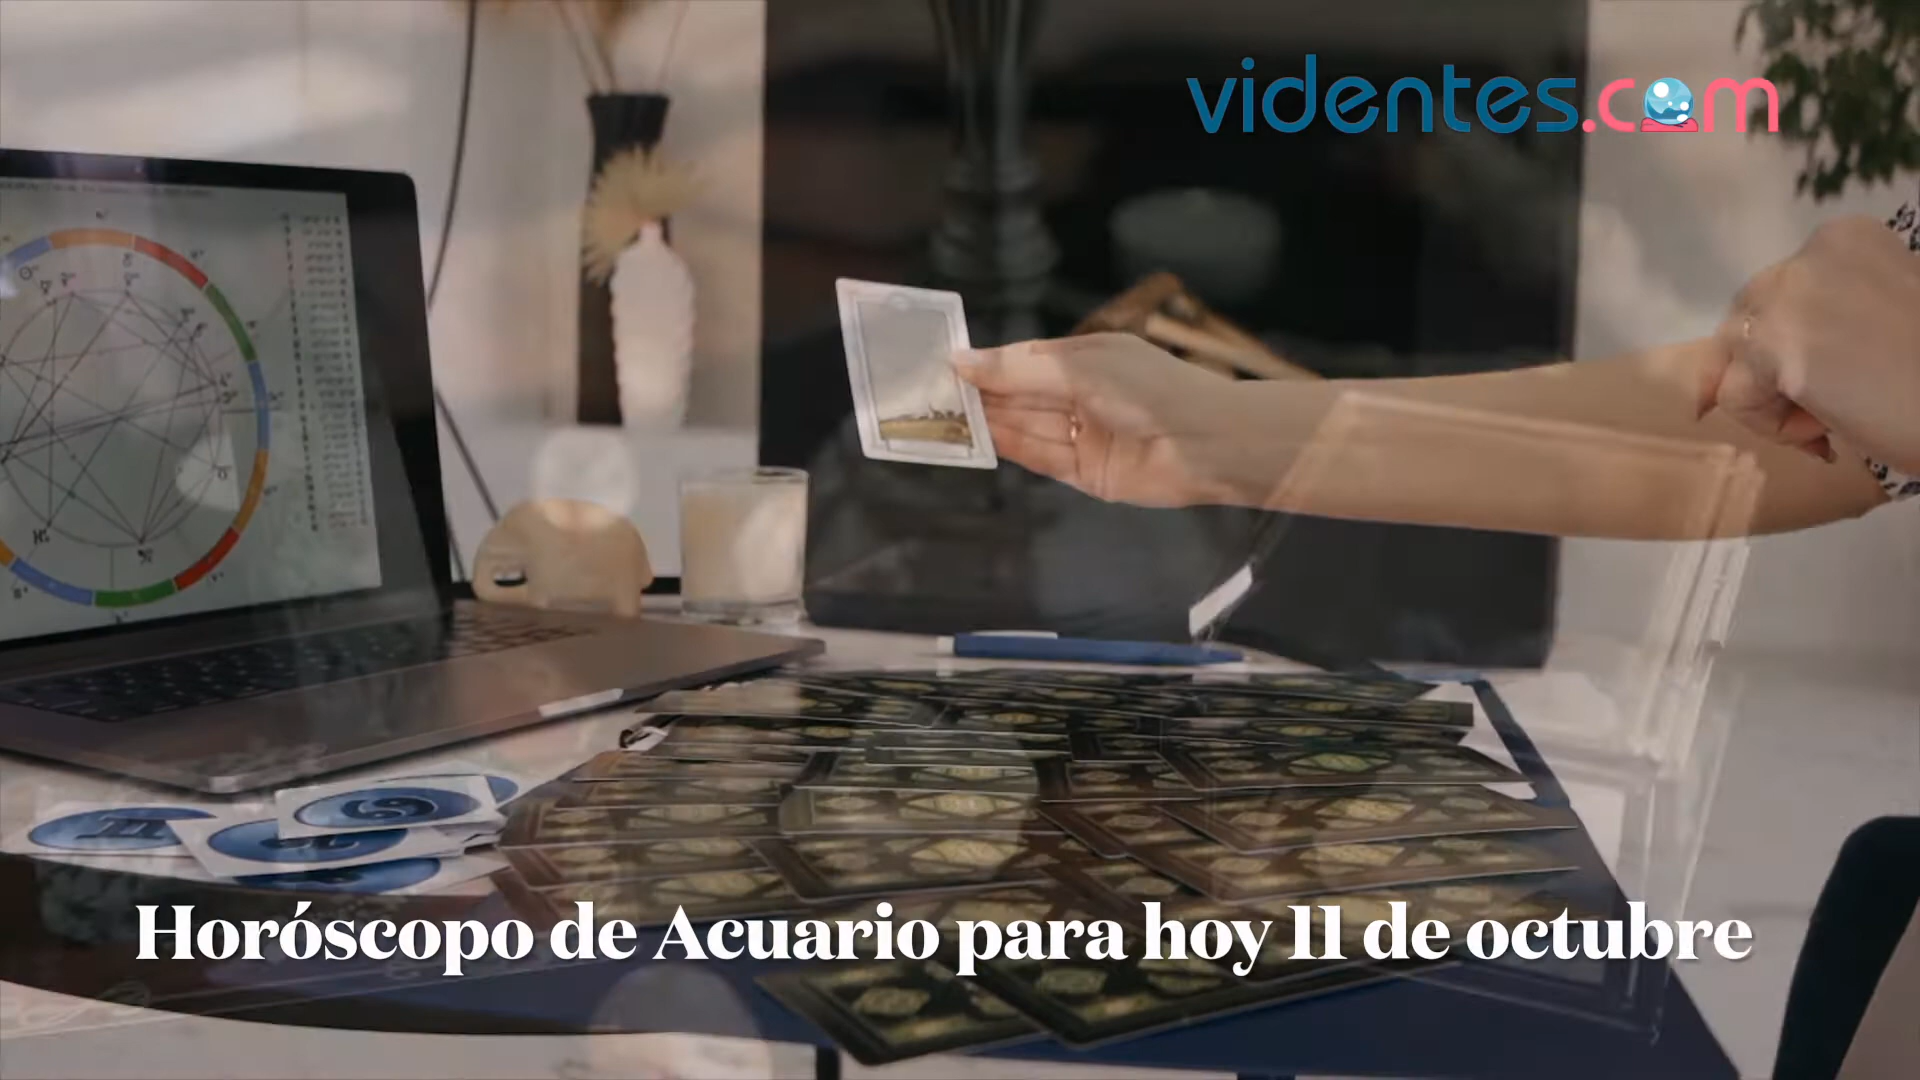 videntes.com
Horóscopo de Acuario para hoy 11 de octubre